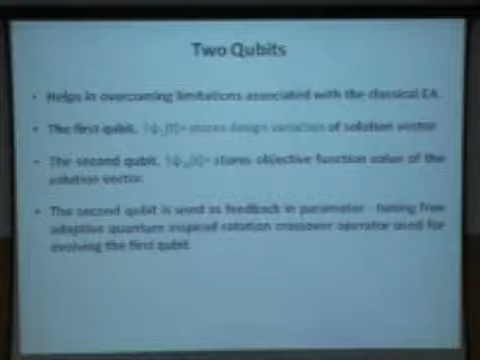 Two Qubits
• Helps in overcoming limitations associated with the classical EA.
• The first qubit, stores design variables of solution vector
• The second qubit, stores objective function value of the
solution vector.
• The second qubit is used as feedback in parameter tuning free
adaptive quantum inspired rotation crossover operator used for
evolving the first qubit